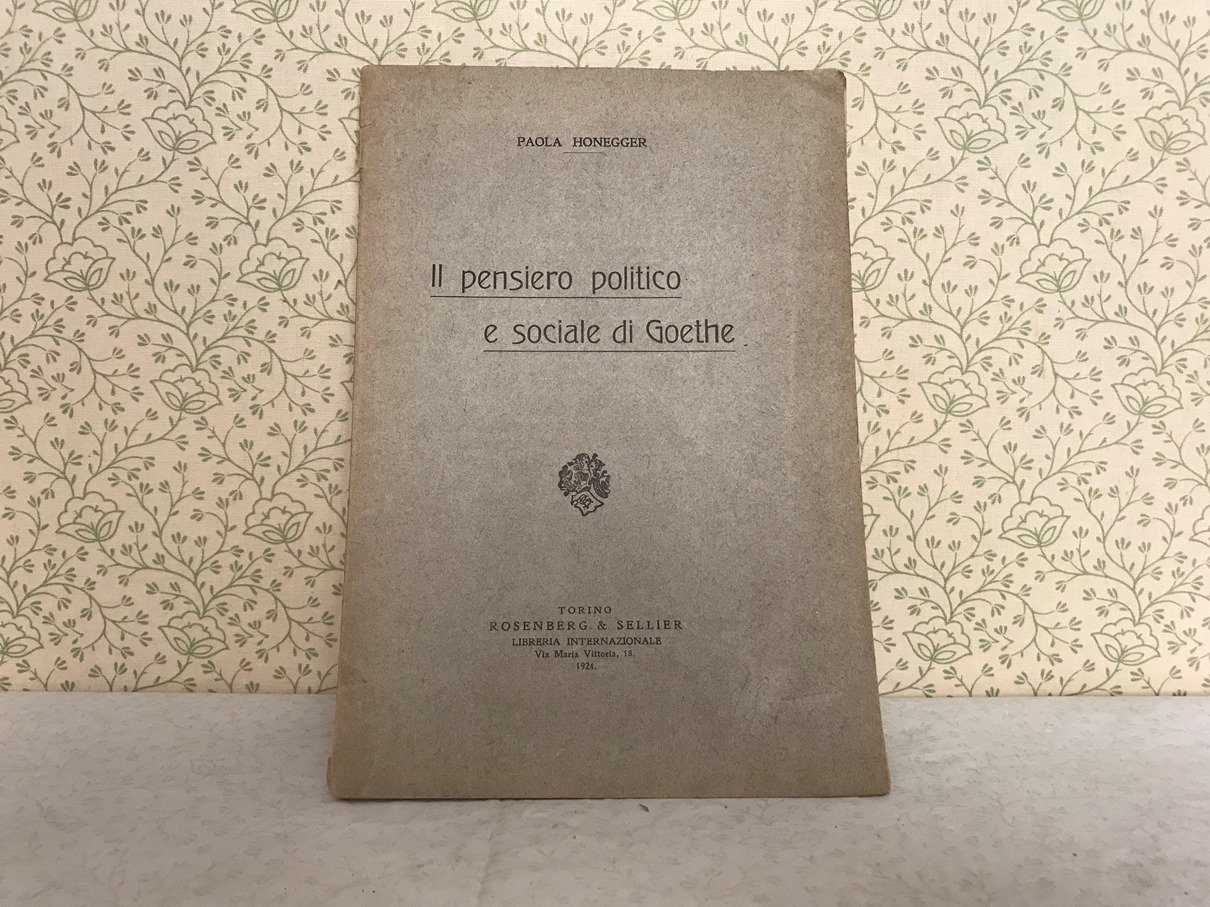 PAOLA HONEGGER
Il pensiero politico
e sociale di Goethe
TORINO
ROSENBERG & SELLIER
LIBRERIA INTERNAZIONALE
Via Maria Vittoria, 18.
1924.